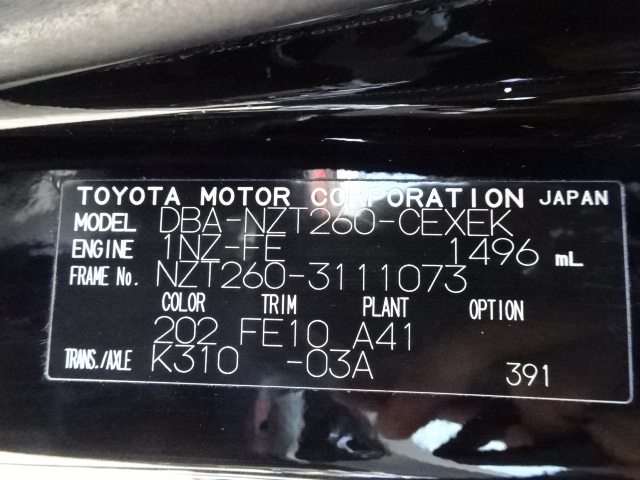 TOYOTA MOTOR CORPORATION JAPAN
MODEL DBA-NZT260-CEXEK
ENGINE 1NZ-FE 1496 mL
FRAME No. NZT260-3111073
COLOR TRIM PLANT OPTION
202 FE10 A41
TRANS./AXLE K310 -03A 391